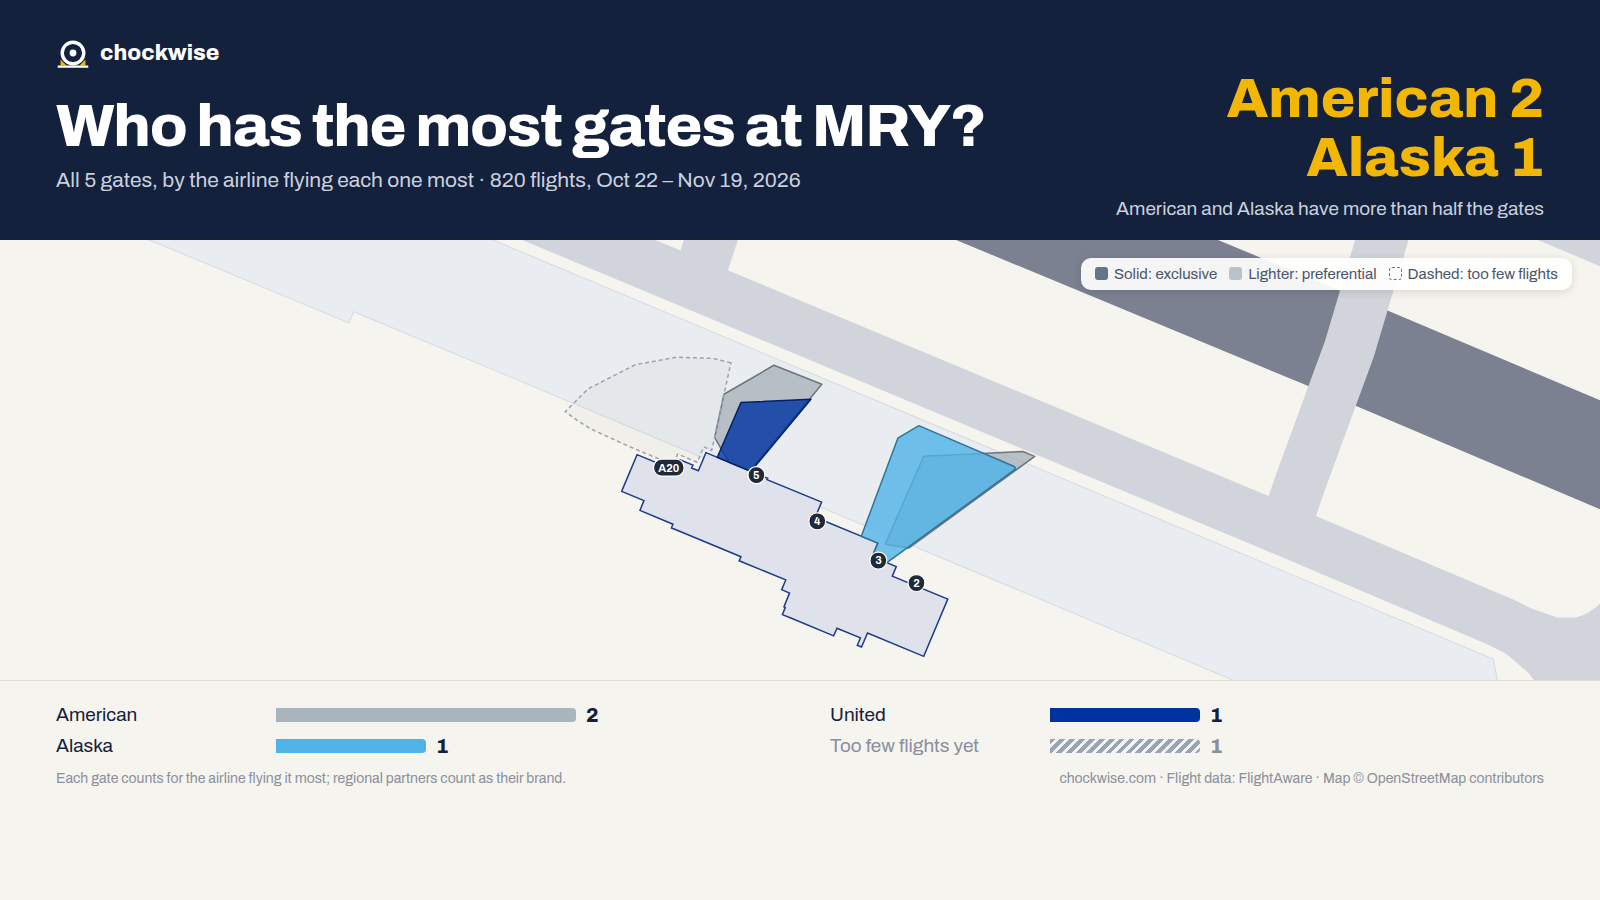 chockwise
Who has the most gates at MRY?
All 5 gates, by the airline flying each one most · 820 flights, Oct 22 – Nov 19, 2026
American 2
Alaska 1
American and Alaska have more than half the gates
Solid: exclusive Lighter: preferential Dashed: too few flights
A20
5
4
3
2
American 2
Alaska 1
United 1
Too few flights yet 1
Each gate counts for the airline flying it most; regional partners count as their brand.
chockwise.com · Flight data: FlightAware · Map © OpenStreetMap contributors